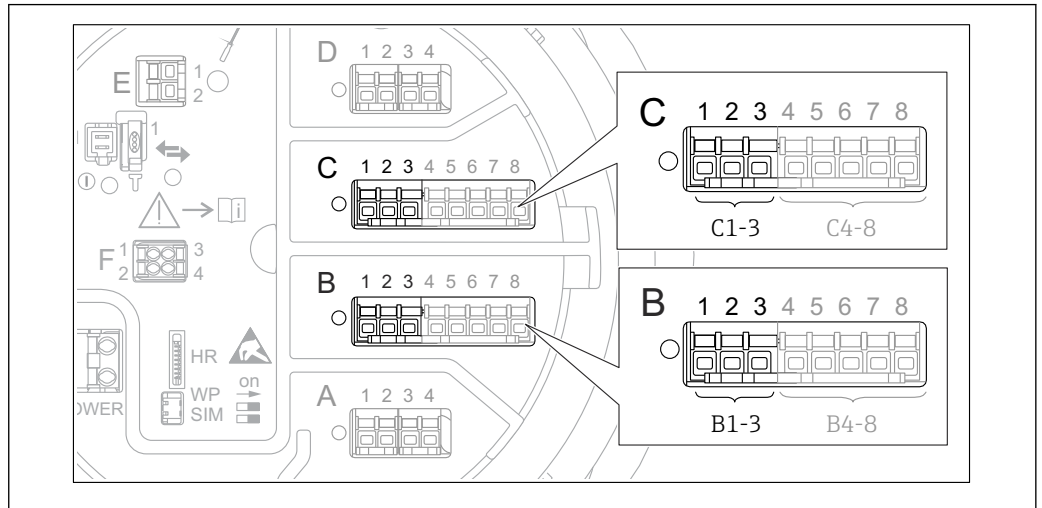 D 1 2 3 4
E 1
2
1
C 1 2 3 4 5 6 7 8
C 1 2 3 4 5 6 7 8
C1-3 C4-8
i
F 1 3
2 4
B 1 2 3 4 5 6 7 8
B 1 2 3 4 5 6 7 8
B1-3 B4-8
HR
WP on
SIM
OWER
A 1 2 3 4